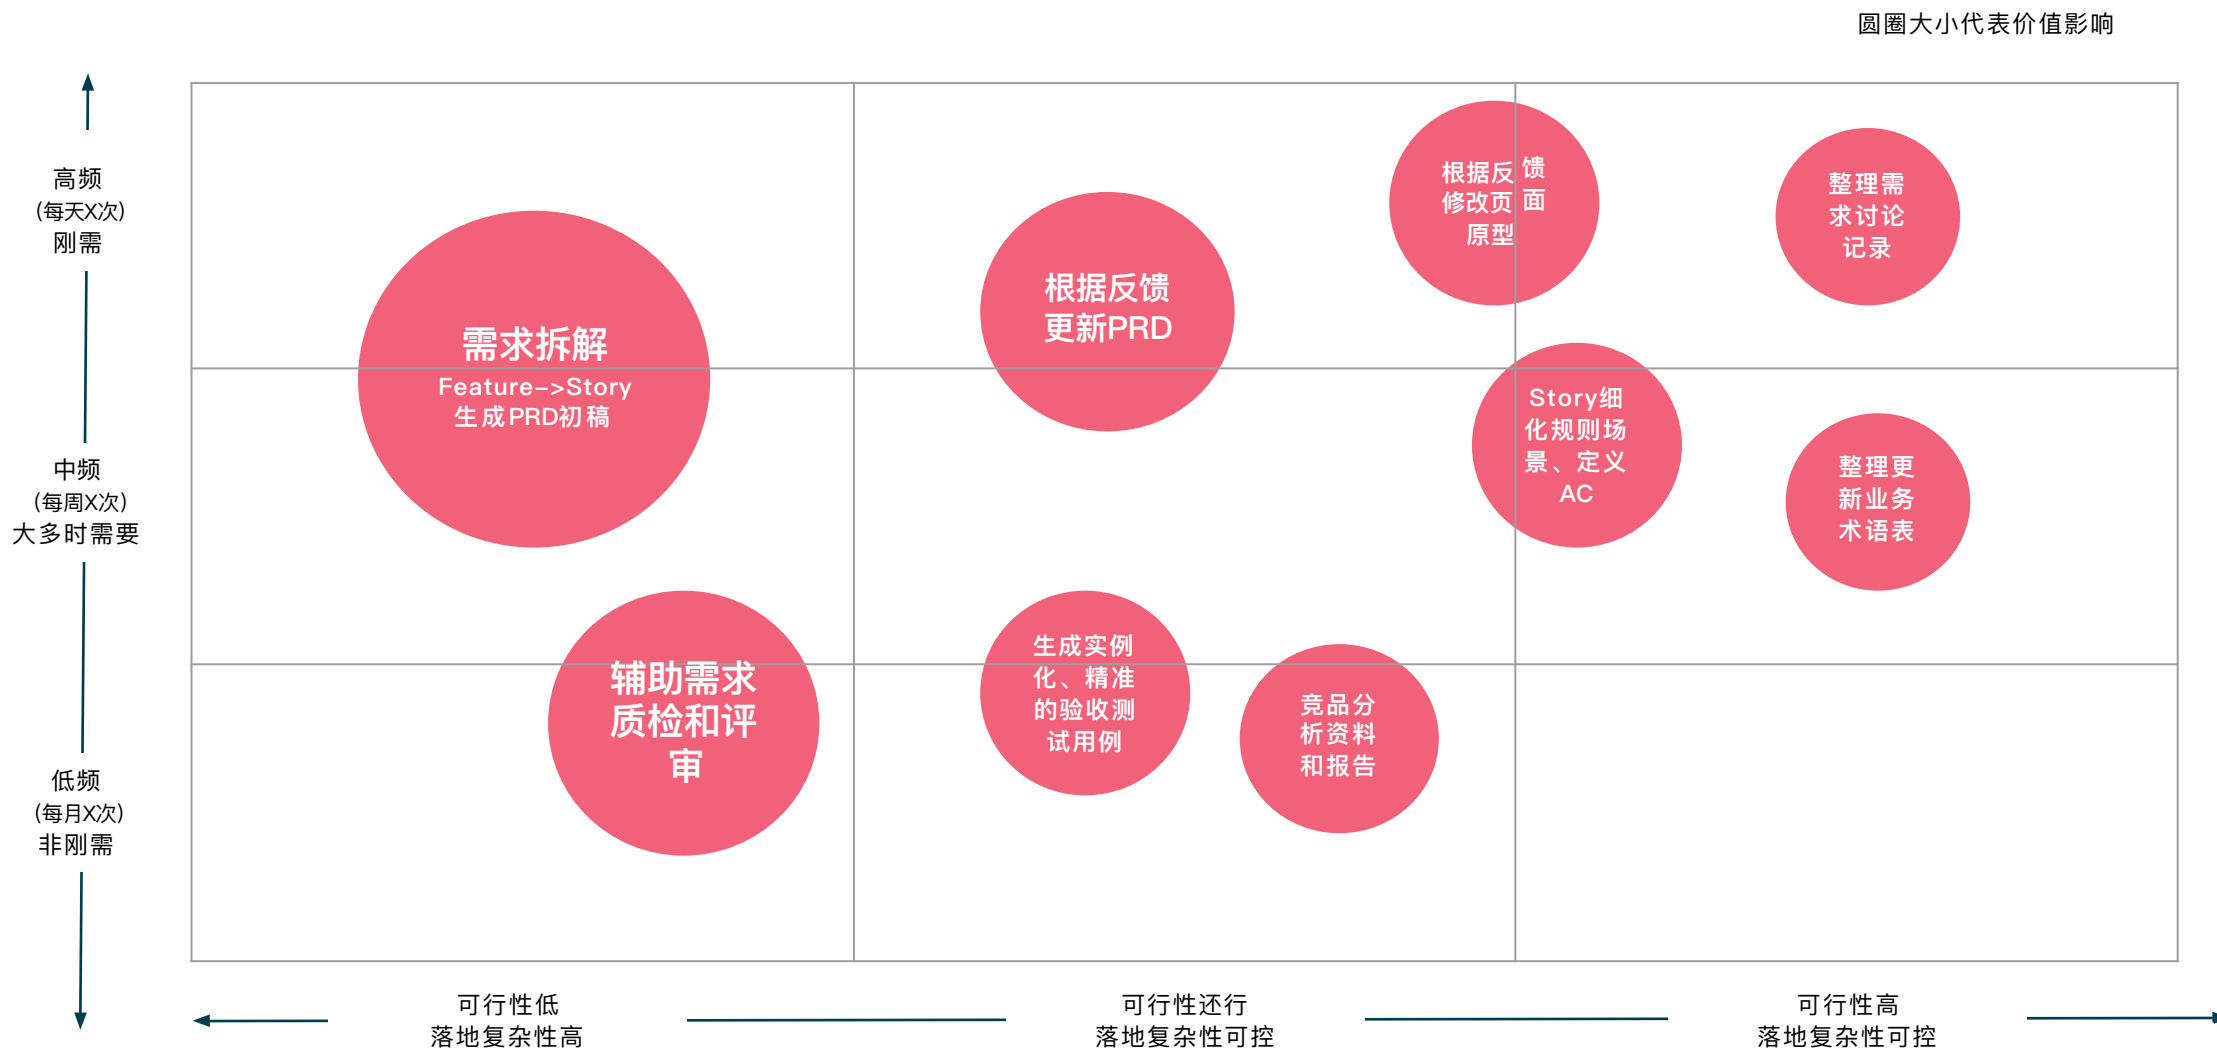 圆圈大小代表价值影响
高频
(每天X次)
刚需
中频
(每周X次)
大多时需要
低频
(每月X次)
非刚需
需求拆解
Feature->Story
生成PRD初稿
根据反馈
更新PRD
根据反馈
修改页面
原型
整理需
求讨论
记录
Story细
化规则场
景、定义
AC
整理更
新业务
术语表
辅助需求
质检和评
审
生成实例
化、精准
的验收测
试用例
竞品分
析资料
和报告
可行性低
落地复杂性高
可行性还行
落地复杂性可控
可行性高
落地复杂性可控